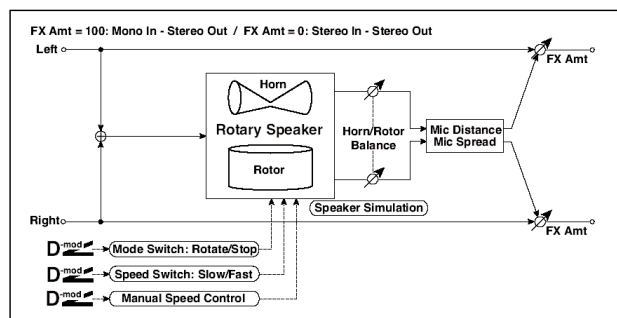 FX Amt = 100: Mono In - Stereo Out / FX Amt = 0: Stereo In - Stereo Out
Left
FX Amt
Horn
Rotary Speaker
Rotor
Horn/Rotor
Balance
Mic Distance
Mic Spread
Speaker Simulation
Right
FX Amt
D-mod Mode Switch: Rotate/Stop
D-mod Speed Switch: Slow/Fast
D-mod Manual Speed Control